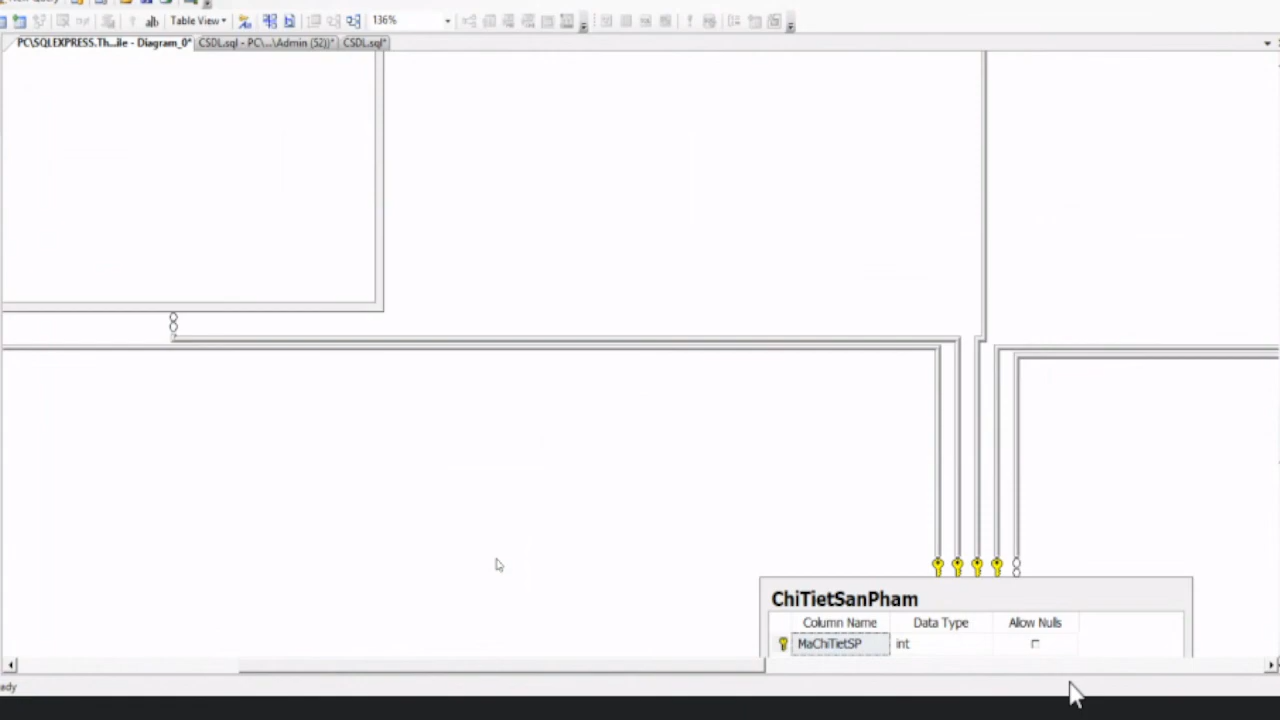 Table View
136%
PC\SQLEXPRESS.Th...ile - Diagram_0*
CSDL.sql - PC\...\Admin (52))*
CSDL.sql*
ChiTietSanPham
Column Name Data Type Allow Nulls
MaChiTietSP int